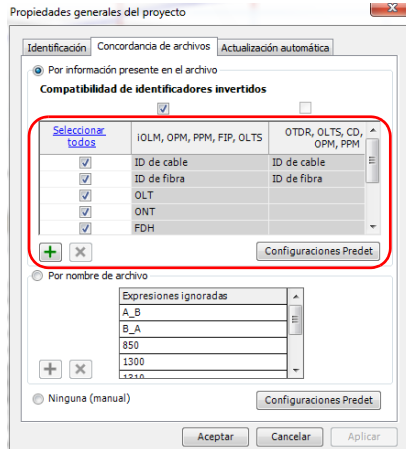 Propiedades generales del proyecto
Identificación Concordancia de archivos Actualización automática
Por información presente en el archivo
Compatibilidad de identificadores invertidos
Seleccionar todos
iOLM, OPM, PPM, FIP, OLTS
OTDR, OLTS, CD, OPM, PPM
ID de cable ID de cable
ID de fibra ID de fibra
OLT
ONT
FDH
Configuraciones Predet
Por nombre de archivo
Expresiones ignoradas
A_B
B_A
850
1300
1310
Ninguna (manual) Configuraciones Predet
Aceptar Cancelar Aplicar